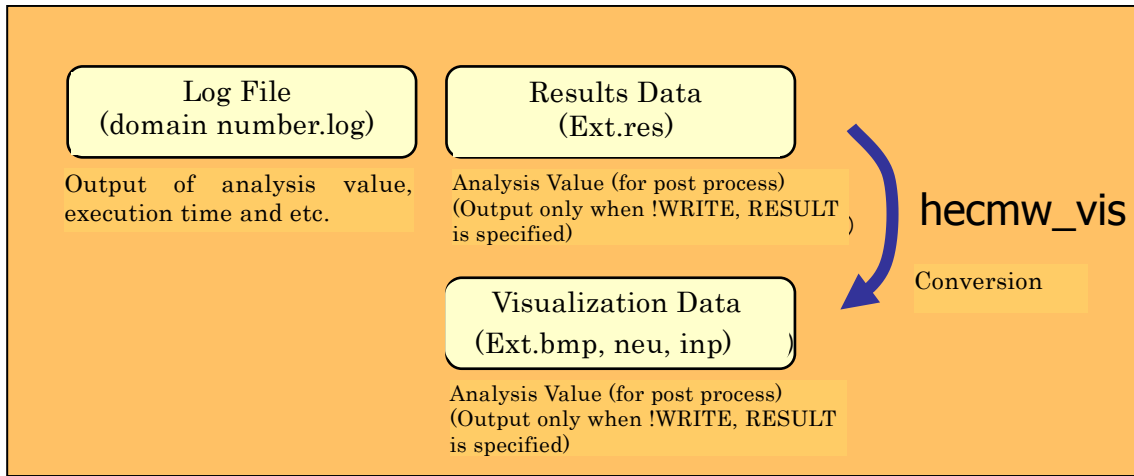 Log File
(domain number.log)
Output of analysis value,
execution time and etc.
Results Data
(Ext.res)
Analysis Value (for post process)
(Output only when !WRITE, RESULT
is specified)
)
hecmw_vis
Conversion
Visualization Data
(Ext.bmp, neu, inp)
)
Analysis Value (for post process)
(Output only when !WRITE, RESULT
is specified)